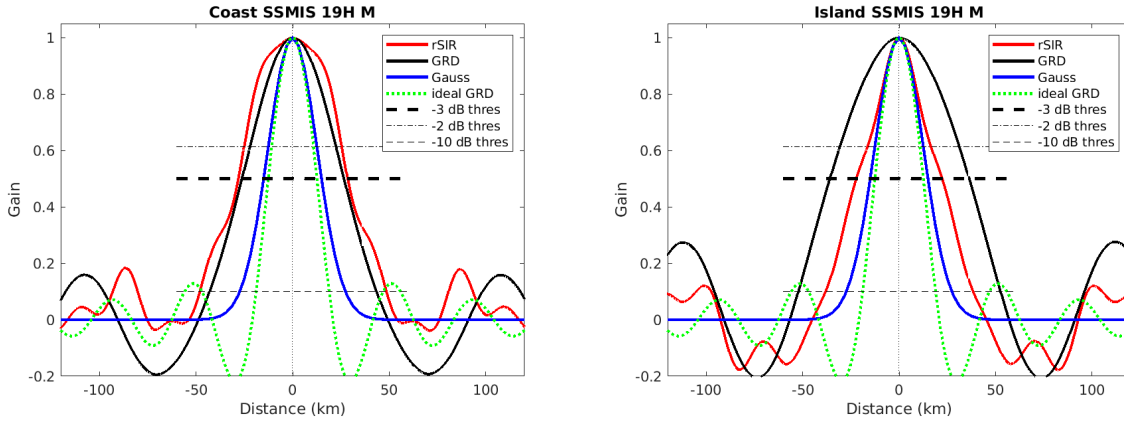 Coast SSMIS 19H M
1
0.8
0.6
0.4
0.2
0
-0.2
Gain
-100
-50
0
50
100
Distance (km)
rSIR
GRD
Gauss
ideal GRD
-3 dB thres
-2 dB thres
-10 dB thres
Island SSMIS 19H M
1
0.8
0.6
0.4
0.2
0
-0.2
Gain
-100
-50
0
50
100
Distance (km)
rSIR
GRD
Gauss
ideal GRD
-3 dB thres
-2 dB thres
-10 dB thres